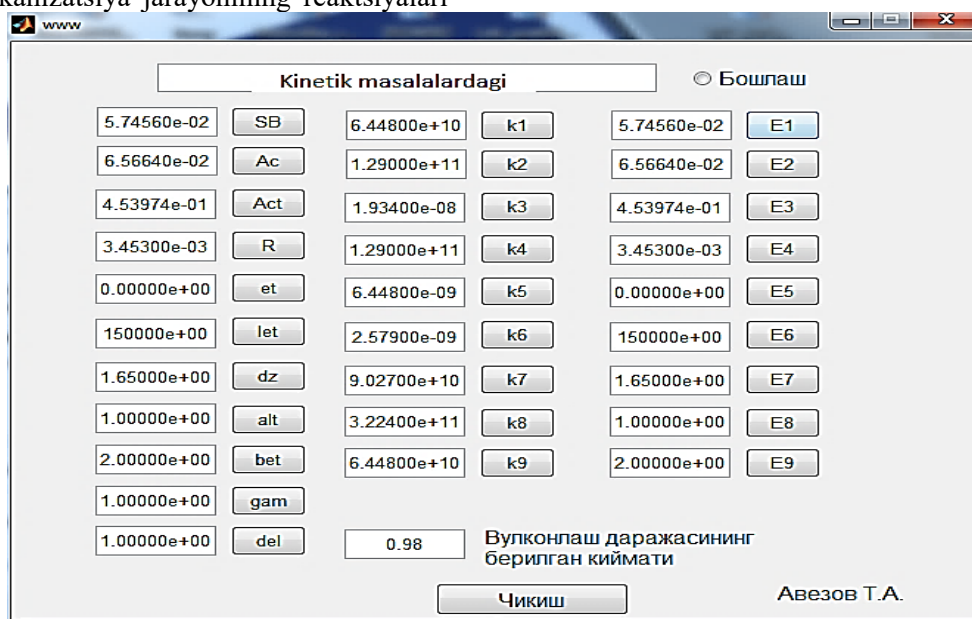 kanizatsiya jarayonining reaktsiyalari
www
Kinetik masalalardagi
Бошлаш
5.74560e-02 SB 6.44800e+10 k1 5.74560e-02 E1
6.56640e-02 Ac 1.29000e+11 k2 6.56640e-02 E2
4.53974e-01 Act 1.93400e-08 k3 4.53974e-01 E3
3.45300e-03 R 1.29000e+11 k4 3.45300e-03 E4
0.00000e+00 et 6.44800e-09 k5 0.00000e+00 E5
150000e+00 let 2.57900e-09 k6 150000e+00 E6
1.65000e+00 dz 9.02700e+10 k7 1.65000e+00 E7
1.00000e+00 alt 3.22400e+11 k8 1.00000e+00 E8
2.00000e+00 bet 6.44800e+10 k9 2.00000e+00 E9
1.00000e+00 gam
1.00000e+00 del
0.98 Вулконлаш даражасининг
берилган киймати
Чикиш
Авезов Т.А.